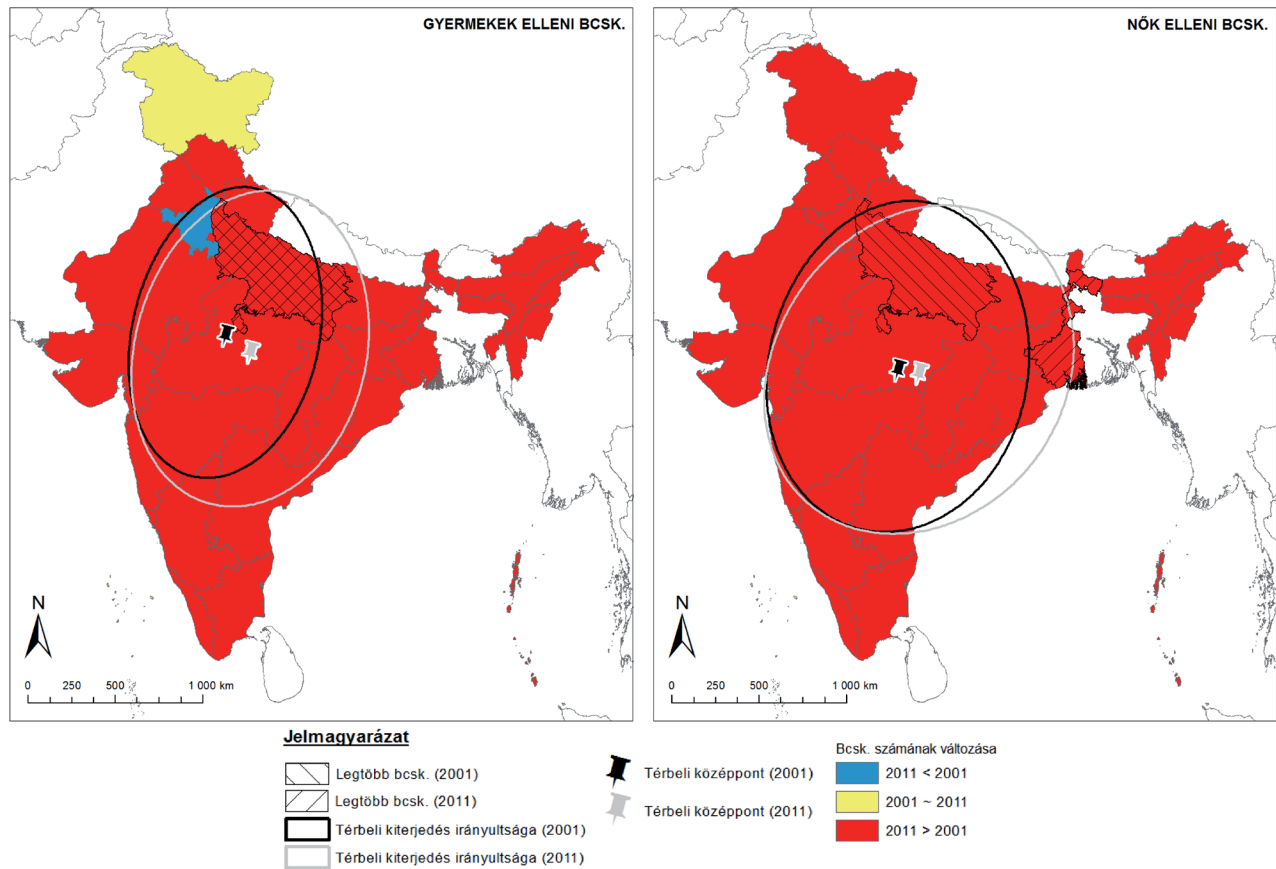 GYERMEKEK ELLENI BCSK.
N
0 250 500 1 000 km
NŐK ELLENI BCSK.
N
0 250 500 1 000 km
Jelmagyarázat
Legtöbb bcsk. (2001)
Legtöbb bcsk. (2011)
Térbeli kiterjedés irányultsága (2001)
Térbeli kiterjedés irányultsága (2011)
Térbeli középpont (2001)
Térbeli középpont (2011)
Bcsk. számának változása
2011 < 2001
2001 ~ 2011
2011 > 2001